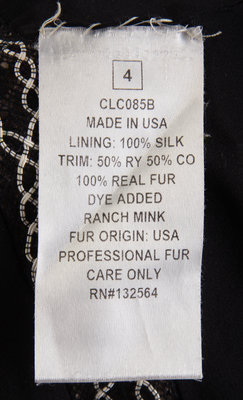 4
CLC085B
MADE IN USA
LINING: 100% SILK
TRIM: 50% RY 50% CO
100% REAL FUR
DYE ADDED
RANCH MINK
FUR ORIGIN: USA
PROFESSIONAL FUR
CARE ONLY
RN#132564